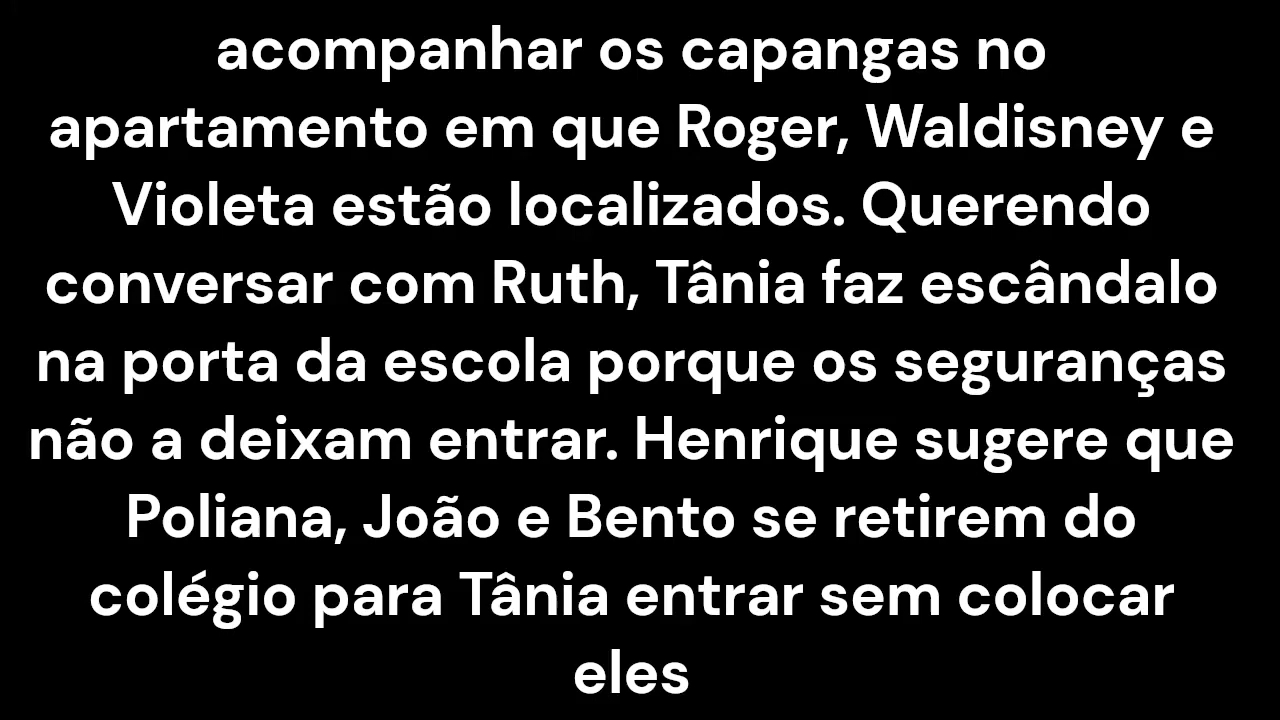 acompanhar os capangas no
apartamento em que Roger, Waldisney e
Violeta estão localizados. Querendo
conversar com Ruth, Tânia faz escândalo
na porta da escola porque os seguranças
não a deixam entrar. Henrique sugere que
Poliana, João e Bento se retirem do
colégio para Tânia entrar sem colocar
eles